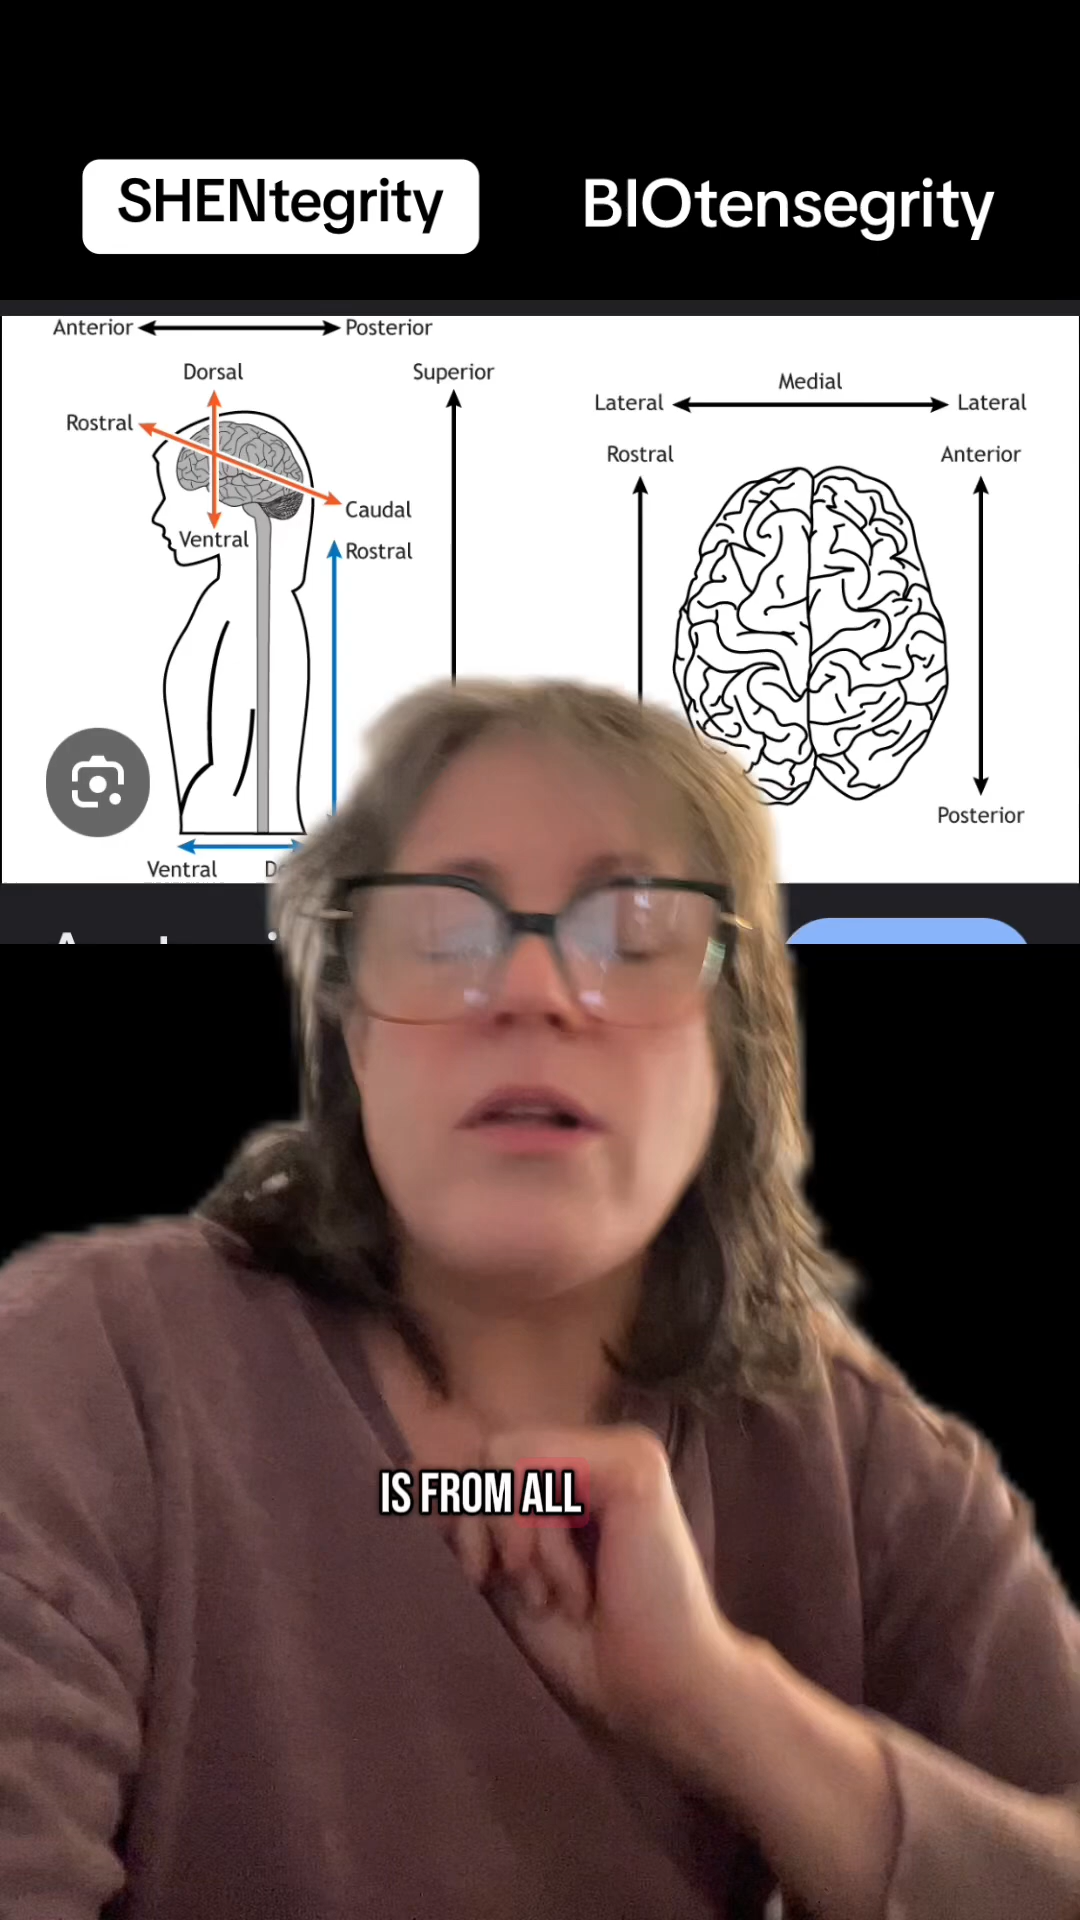 SHENtegrity
BIOtensegrity
Anterior
Posterior
Dorsal
Superior
Rostral
Caudal
Ventral
Rostral
Ventral
Medial
Lateral
Lateral
Rostral
Anterior
Posterior
IS FROM ALL